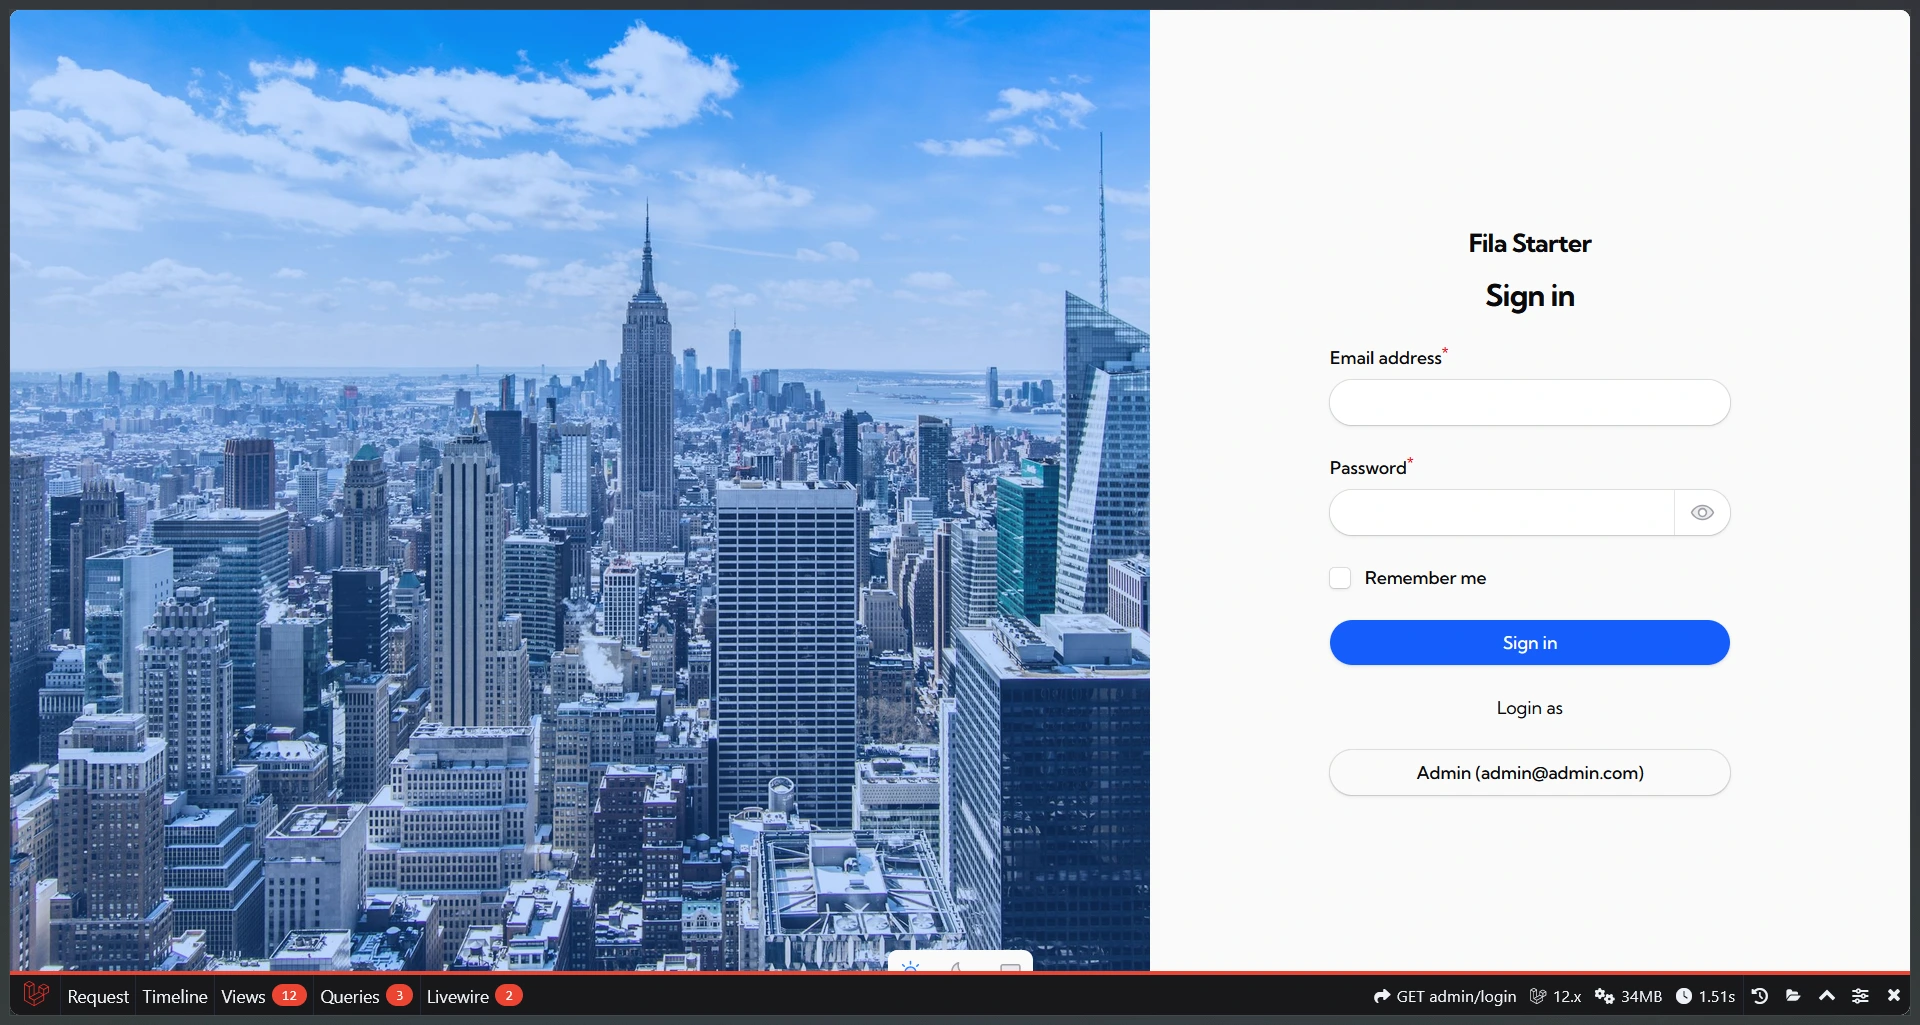 Fila Starter
Sign in
Email address*
Password*
Remember me
Sign in
Login as
Admin (admin@admin.com)
Request Timeline Views 12 Queries 3 Livewire 2 GET admin/login 12.x 34MB 1.51s